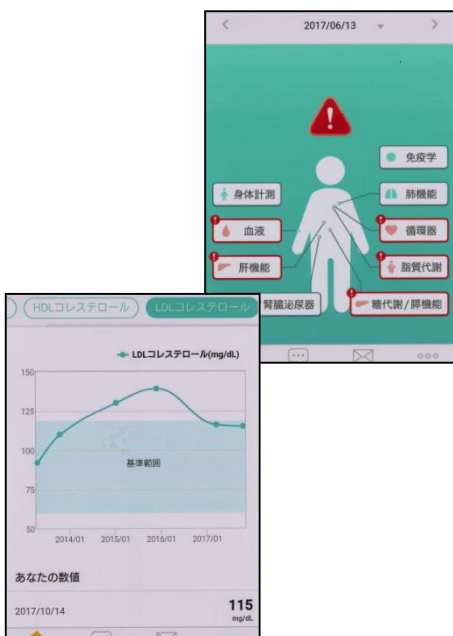 2017/06/13
免疫学
身体計測
肺機能
血液
循環器
肝機能
脂質代謝
腎臓泌尿器
糖代謝/膵機能
HDLコレステロール
LDLコレステロール
LDLコレステロール(mg/dL)
150
125
100
75
50
基準範囲
2014/01 2015/01 2016/01 2017/01
あなたの数値
2017/10/14 115
mg/dL